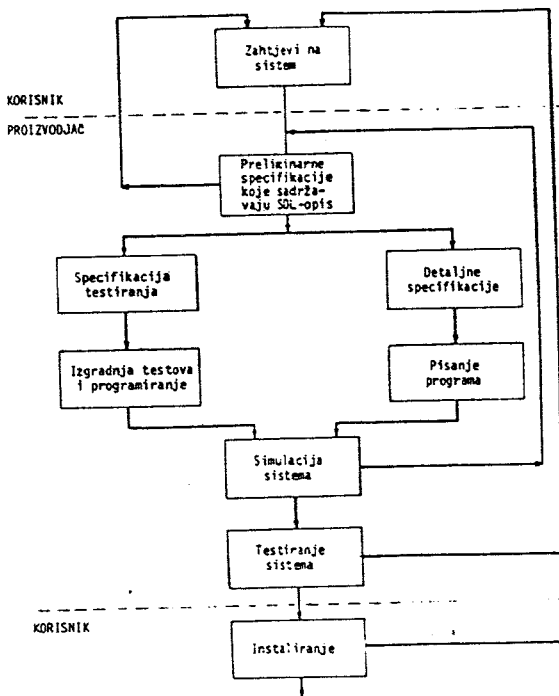 Zahtjevi na
sistem
KORISNIK
PROIZVODJAČ
Preliminarne
specifikacije
koje sadrža-
vaju SDL-opis
Specifikacija
testiranja
Detaljne
specifikacije
Izgradnja testova
i programiranje
Pisanje
programa
Simulacija
sistema
Testiranje
sistema
KORISNIK
Instaliranje